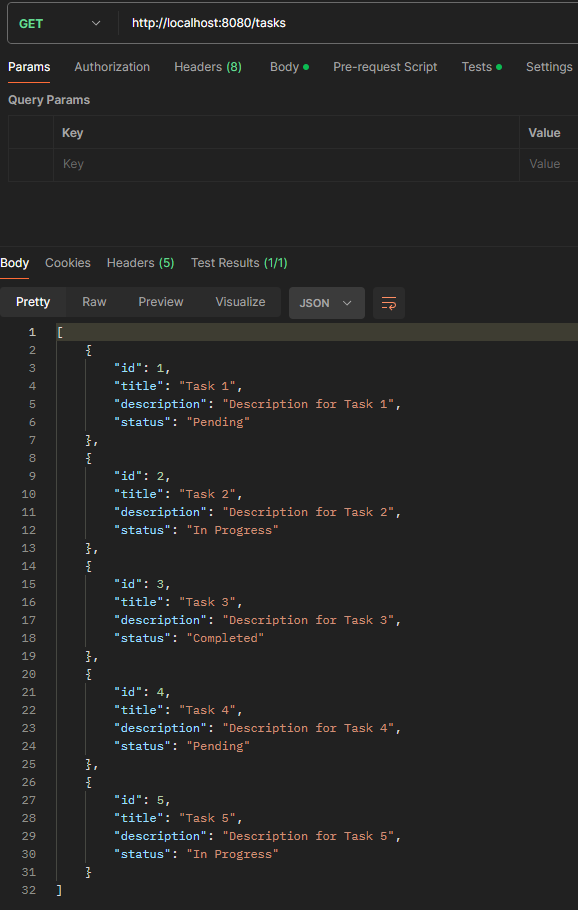 GET http://localhost:8080/tasks
Params Authorization Headers (8) Body Pre-request Script Tests Settings
Query Params
Key Value
Key Value
Body Cookies Headers (5) Test Results (1/1)
Pretty Raw Preview Visualize JSON
1 [
2 {
3 "id": 1,
4 "title": "Task 1",
5 "description": "Description for Task 1",
6 "status": "Pending"
7 },
8 {
9 "id": 2,
10 "title": "Task 2",
11 "description": "Description for Task 2",
12 "status": "In Progress"
13 },
14 {
15 "id": 3,
16 "title": "Task 3",
17 "description": "Description for Task 3",
18 "status": "Completed"
19 },
20 {
21 "id": 4,
22 "title": "Task 4",
23 "description": "Description for Task 4",
24 "status": "Pending"
25 },
26 {
27 "id": 5,
28 "title": "Task 5",
29 "description": "Description for Task 5",
30 "status": "In Progress"
31 }
32 ]